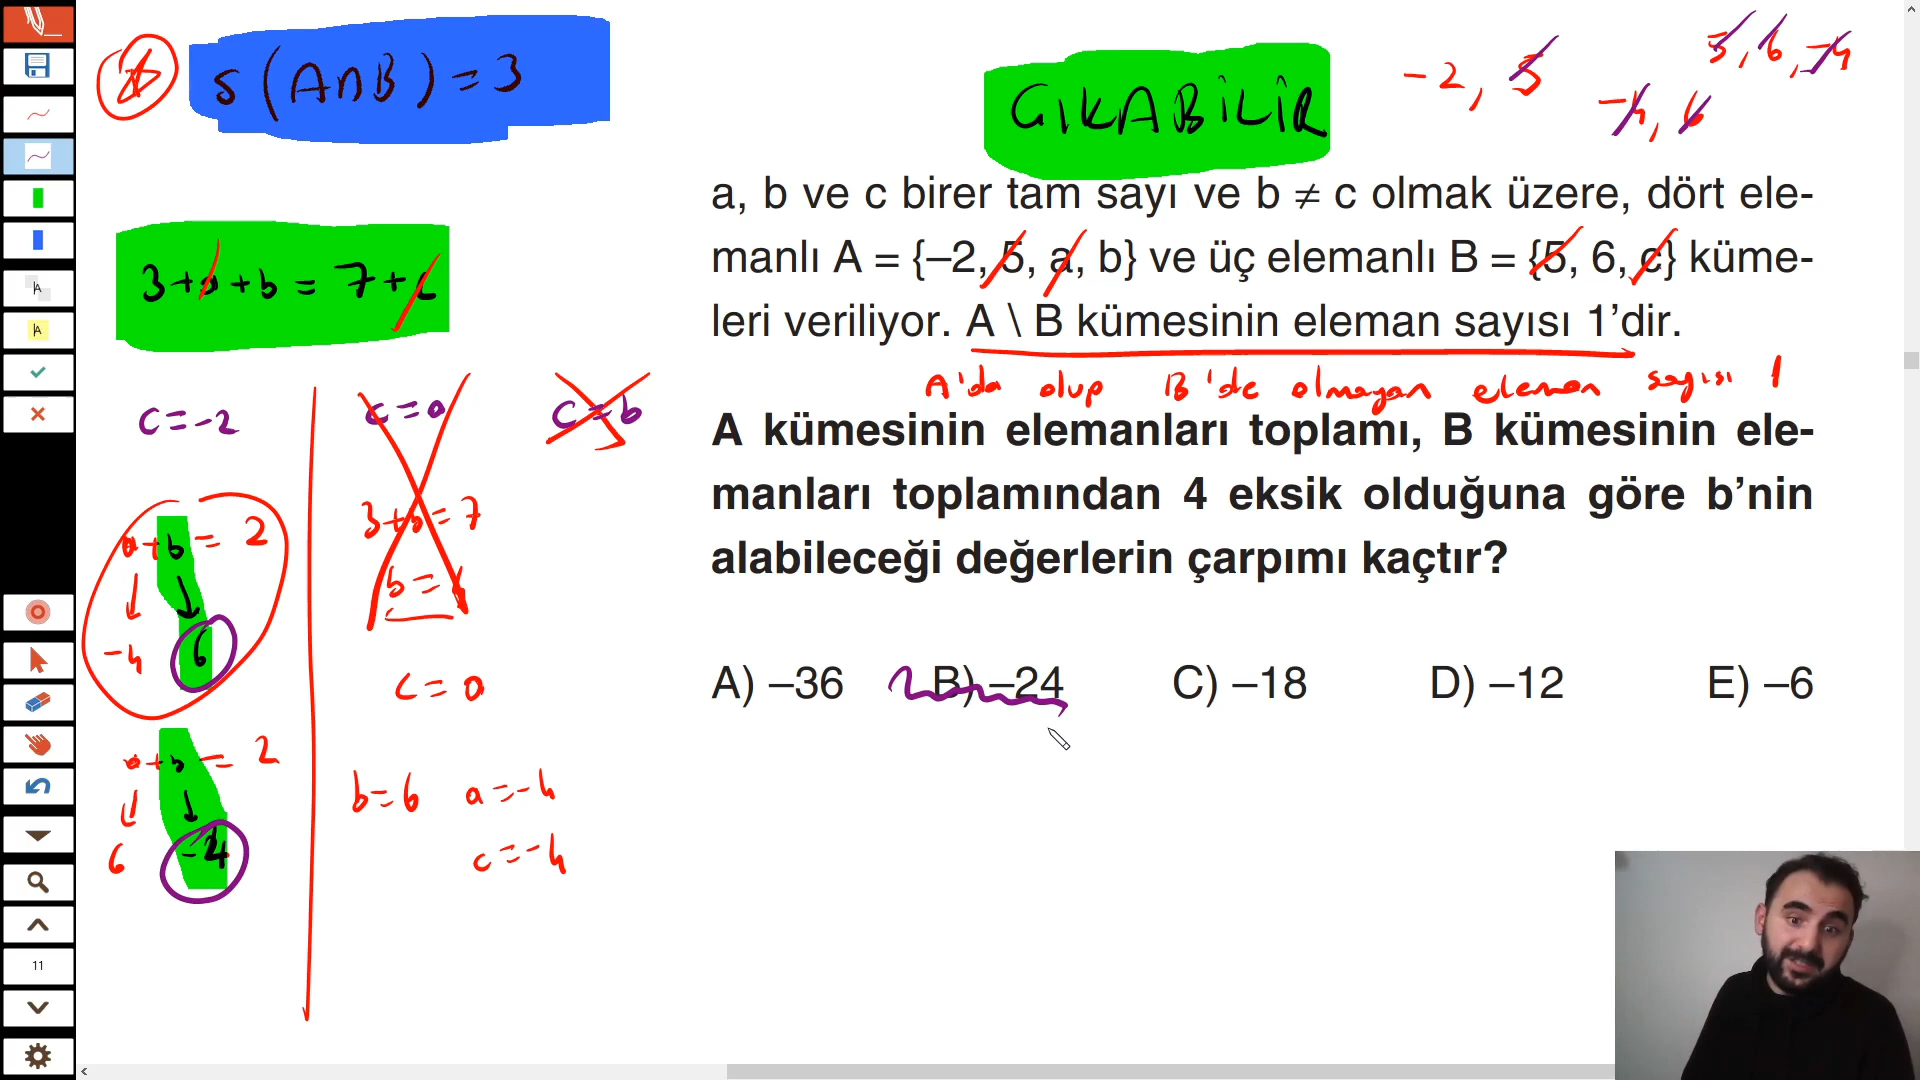 s(A∩B)=3
ÇIKABİLİR
-2, 5
5, 6, -4
-4, 6
a, b ve c birer tam sayı ve b ≠ c olmak üzere, dört ele-
manlı A = {–2, 5, a, b} ve üç elemanlı B = {5, 6, c} küme-
leri veriliyor. A \ B kümesinin eleman sayısı 1’dir.
A'da olup B'de olmayan eleman sayısı 1
A kümesinin elemanları toplamı, B kümesinin ele-
manları toplamından 4 eksik olduğuna göre b’nin
alabileceği değerlerin çarpımı kaçtır?
A) –36 B) –24 C) –18 D) –12 E) –6
3+a+b=7+c
c=-2
a+b=2
-4 6
a+b=2
6 -4
c=a
3+b=7
c=a
b=6 a=-4
c=-4
c=b
11